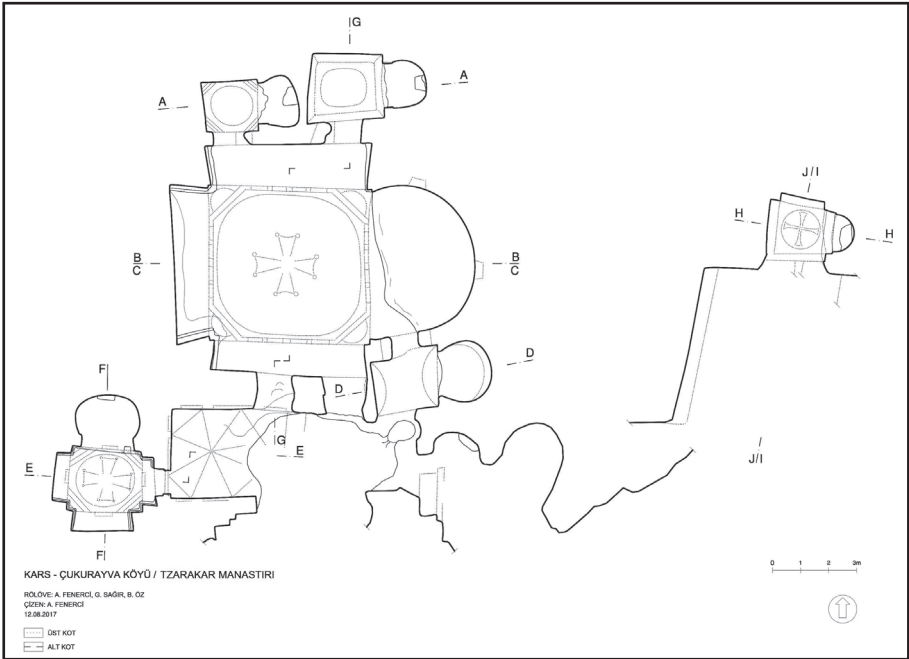 G
A
A
J/I
H
H
B
C
B
C
D
D
F
G
E
E
J/I
F
KARS - ÇUKURAYVA KÖYÜ / TZARAKAR MANASTIRI
RÖLÖVE: A. FENERCİ, G. SAĞIR, B. ÖZ
ÇİZEN: A. FENERCİ
12.08.2017
ÜST KOT
ALT KOT
0 1 2 3m